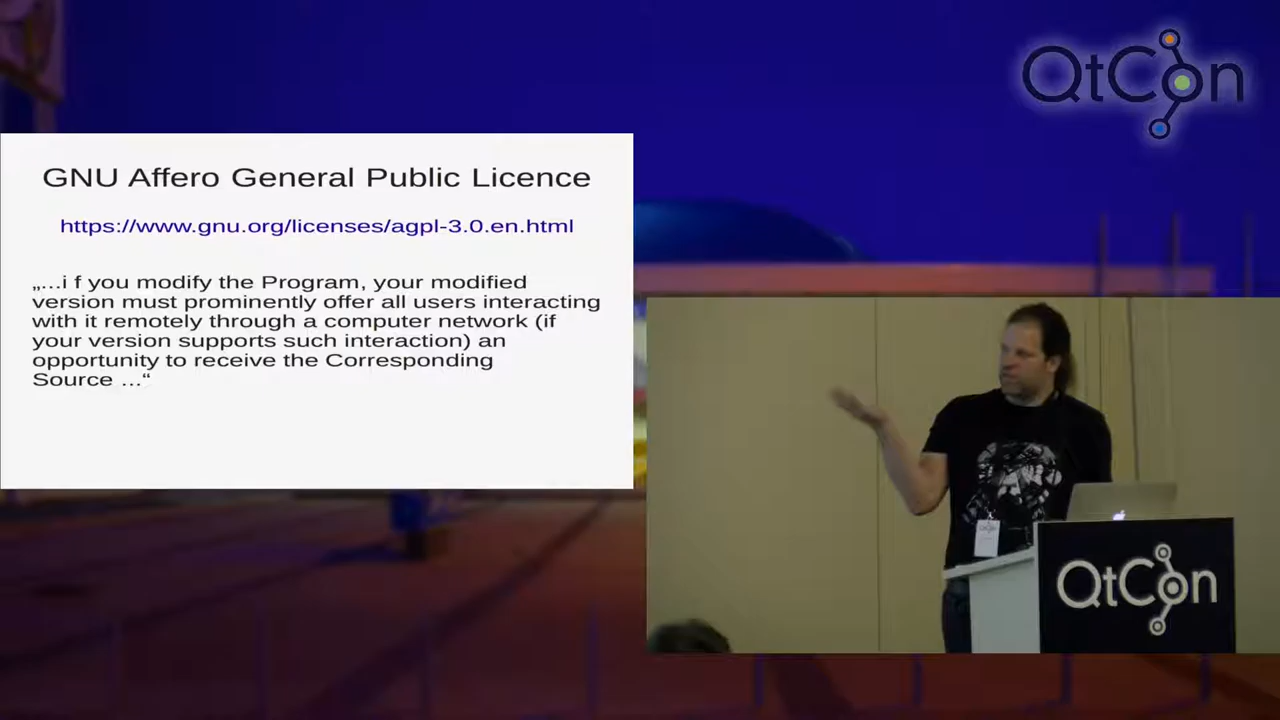 QtCon
GNU Affero General Public Licence
https://www.gnu.org/licenses/agpl-3.0.en.html
„...i f you modify the Program, your modified
version must prominently offer all users interacting
with it remotely through a computer network (if
your version supports such interaction) an
opportunity to receive the Corresponding
Source ...“
QtCon